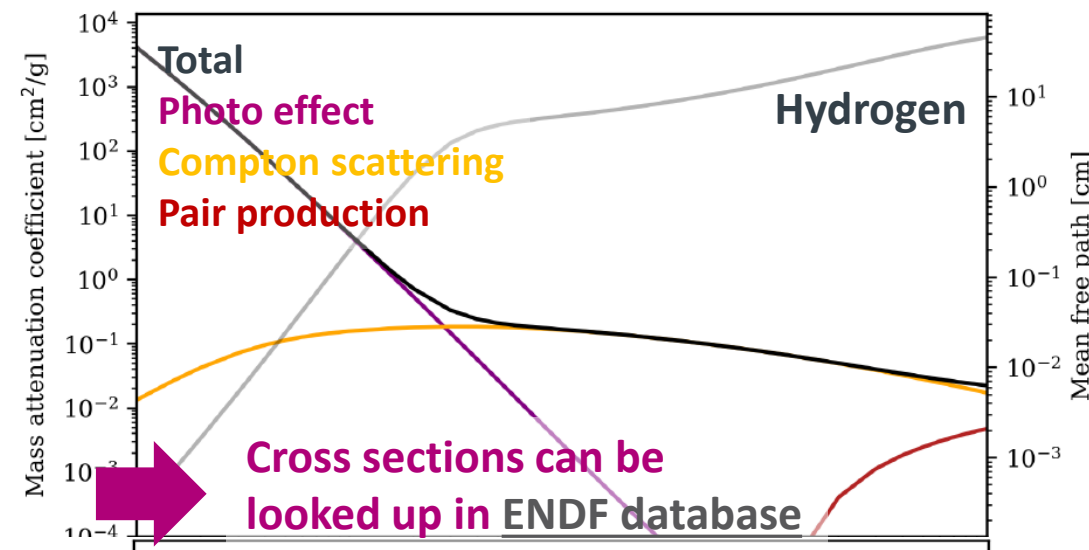 10⁴
10³
10²
10¹
10⁰
10⁻¹
10⁻²
10⁻³
10⁻⁴
Mass attenuation coefficient [cm²/g]
Total
Photo effect
Compton scattering
Pair production
Hydrogen
Cross sections can be
looked up in ENDF database
10¹
10⁰
10⁻¹
10⁻²
10⁻³
Mean free path [cm]